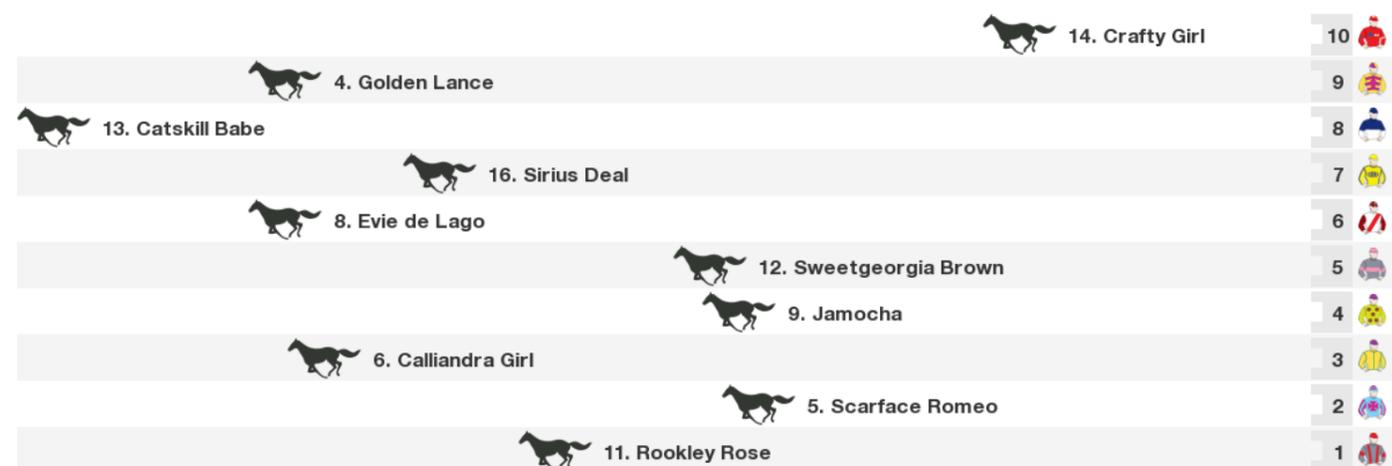 14. Crafty Girl 10
4. Golden Lance 9
13. Catskill Babe 8
16. Sirius Deal 7
8. Evie de Lago 6
12. Sweetgeorgia Brown 5
9. Jamocha 4
6. Calliandra Girl 3
5. Scarface Romeo 2
11. Rookley Rose 1